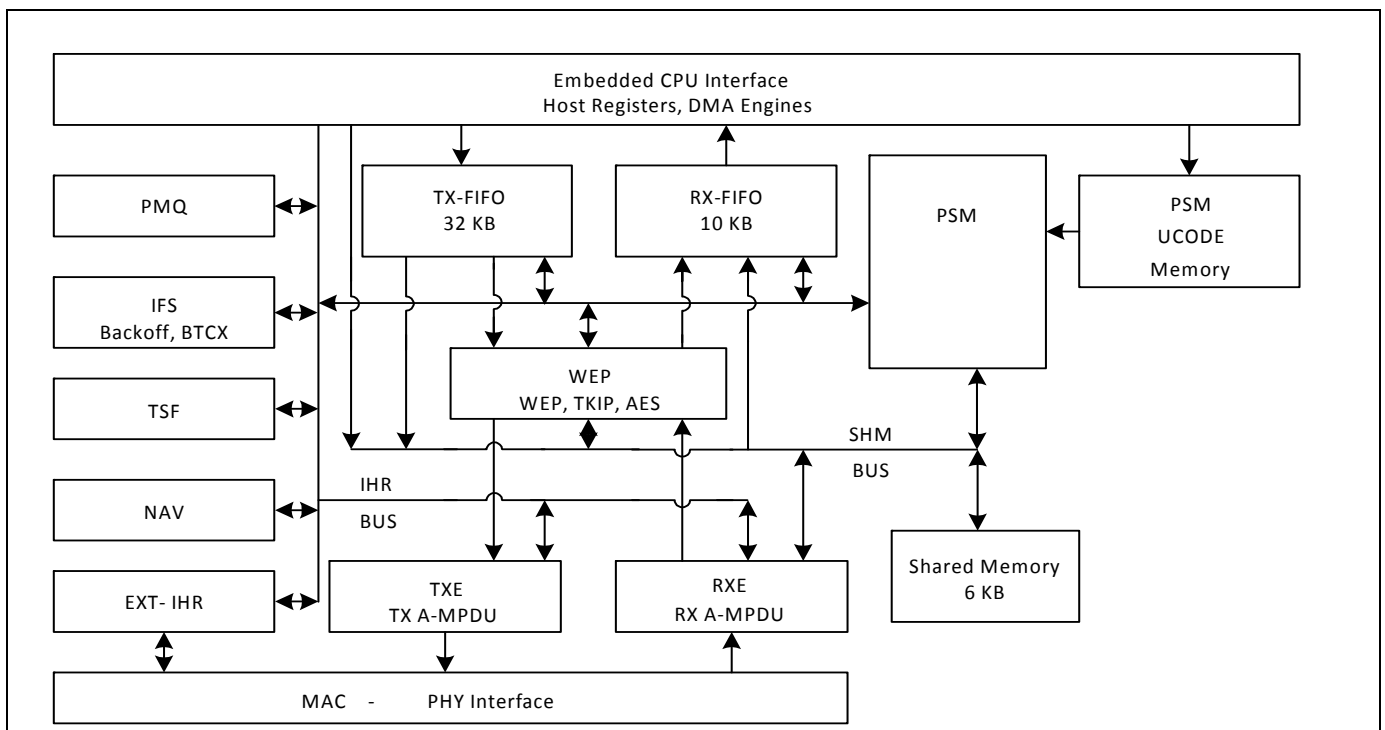 Embedded CPU Interface
Host Registers, DMA Engines
PMQ
TX-FIFO
32 KB
RX-FIFO
10 KB
PSM
PSM
UCODE
Memory
IFS
Backoff, BTCX
WEP
WEP, TKIP, AES
TSF
SHM
BUS
IHR
BUS
NAV
Shared Memory
6 KB
TXE
TX A-MPDU
RXE
RX A-MPDU
EXT- IHR
MAC - PHY Interface